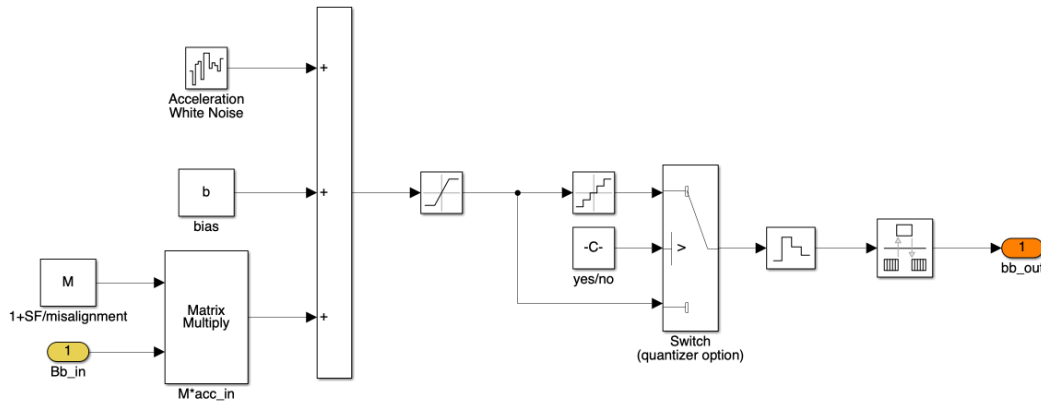 +
Acceleration
White Noise
b
+
bias
-C-
>
yes/no
1
bb_out
M
1+SF/misalignment
Matrix
Multiply
+
1
Bb_in
M*acc_in
Switch
(quantizer option)